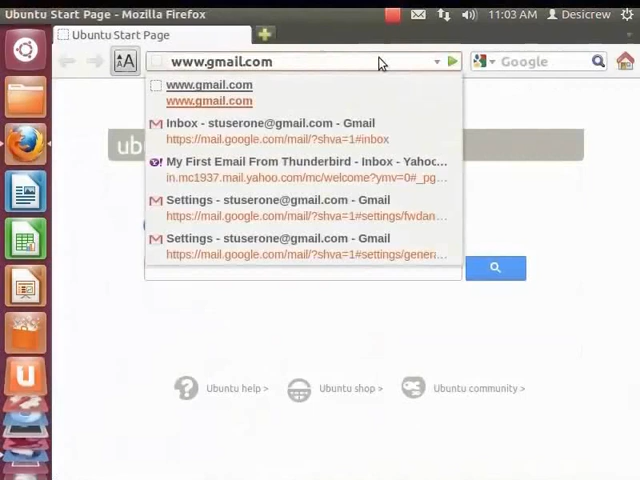 Ubuntu Start Page - Mozilla Firefox
11:03 AM
Desicrew
Ubuntu Start Page
www.gmail.com
Google
www.gmail.com
www.gmail.com
Inbox - stuserone@gmail.com - Gmail
https://mail.google.com/mail/?shva=1#inbox
My First Email From Thunderbird - Inbox - Yahoo...
in.mc1937.mail.yahoo.com/mc/welcome?ymv=0#_pg...
Settings - stuserone@gmail.com - Gmail
https://mail.google.com/mail/?shva=1#settings/fwdan...
Settings - stuserone@gmail.com - Gmail
https://mail.google.com/mail/?shva=1#settings/gener...
ub
Ubuntu help >
Ubuntu shop >
Ubuntu community >